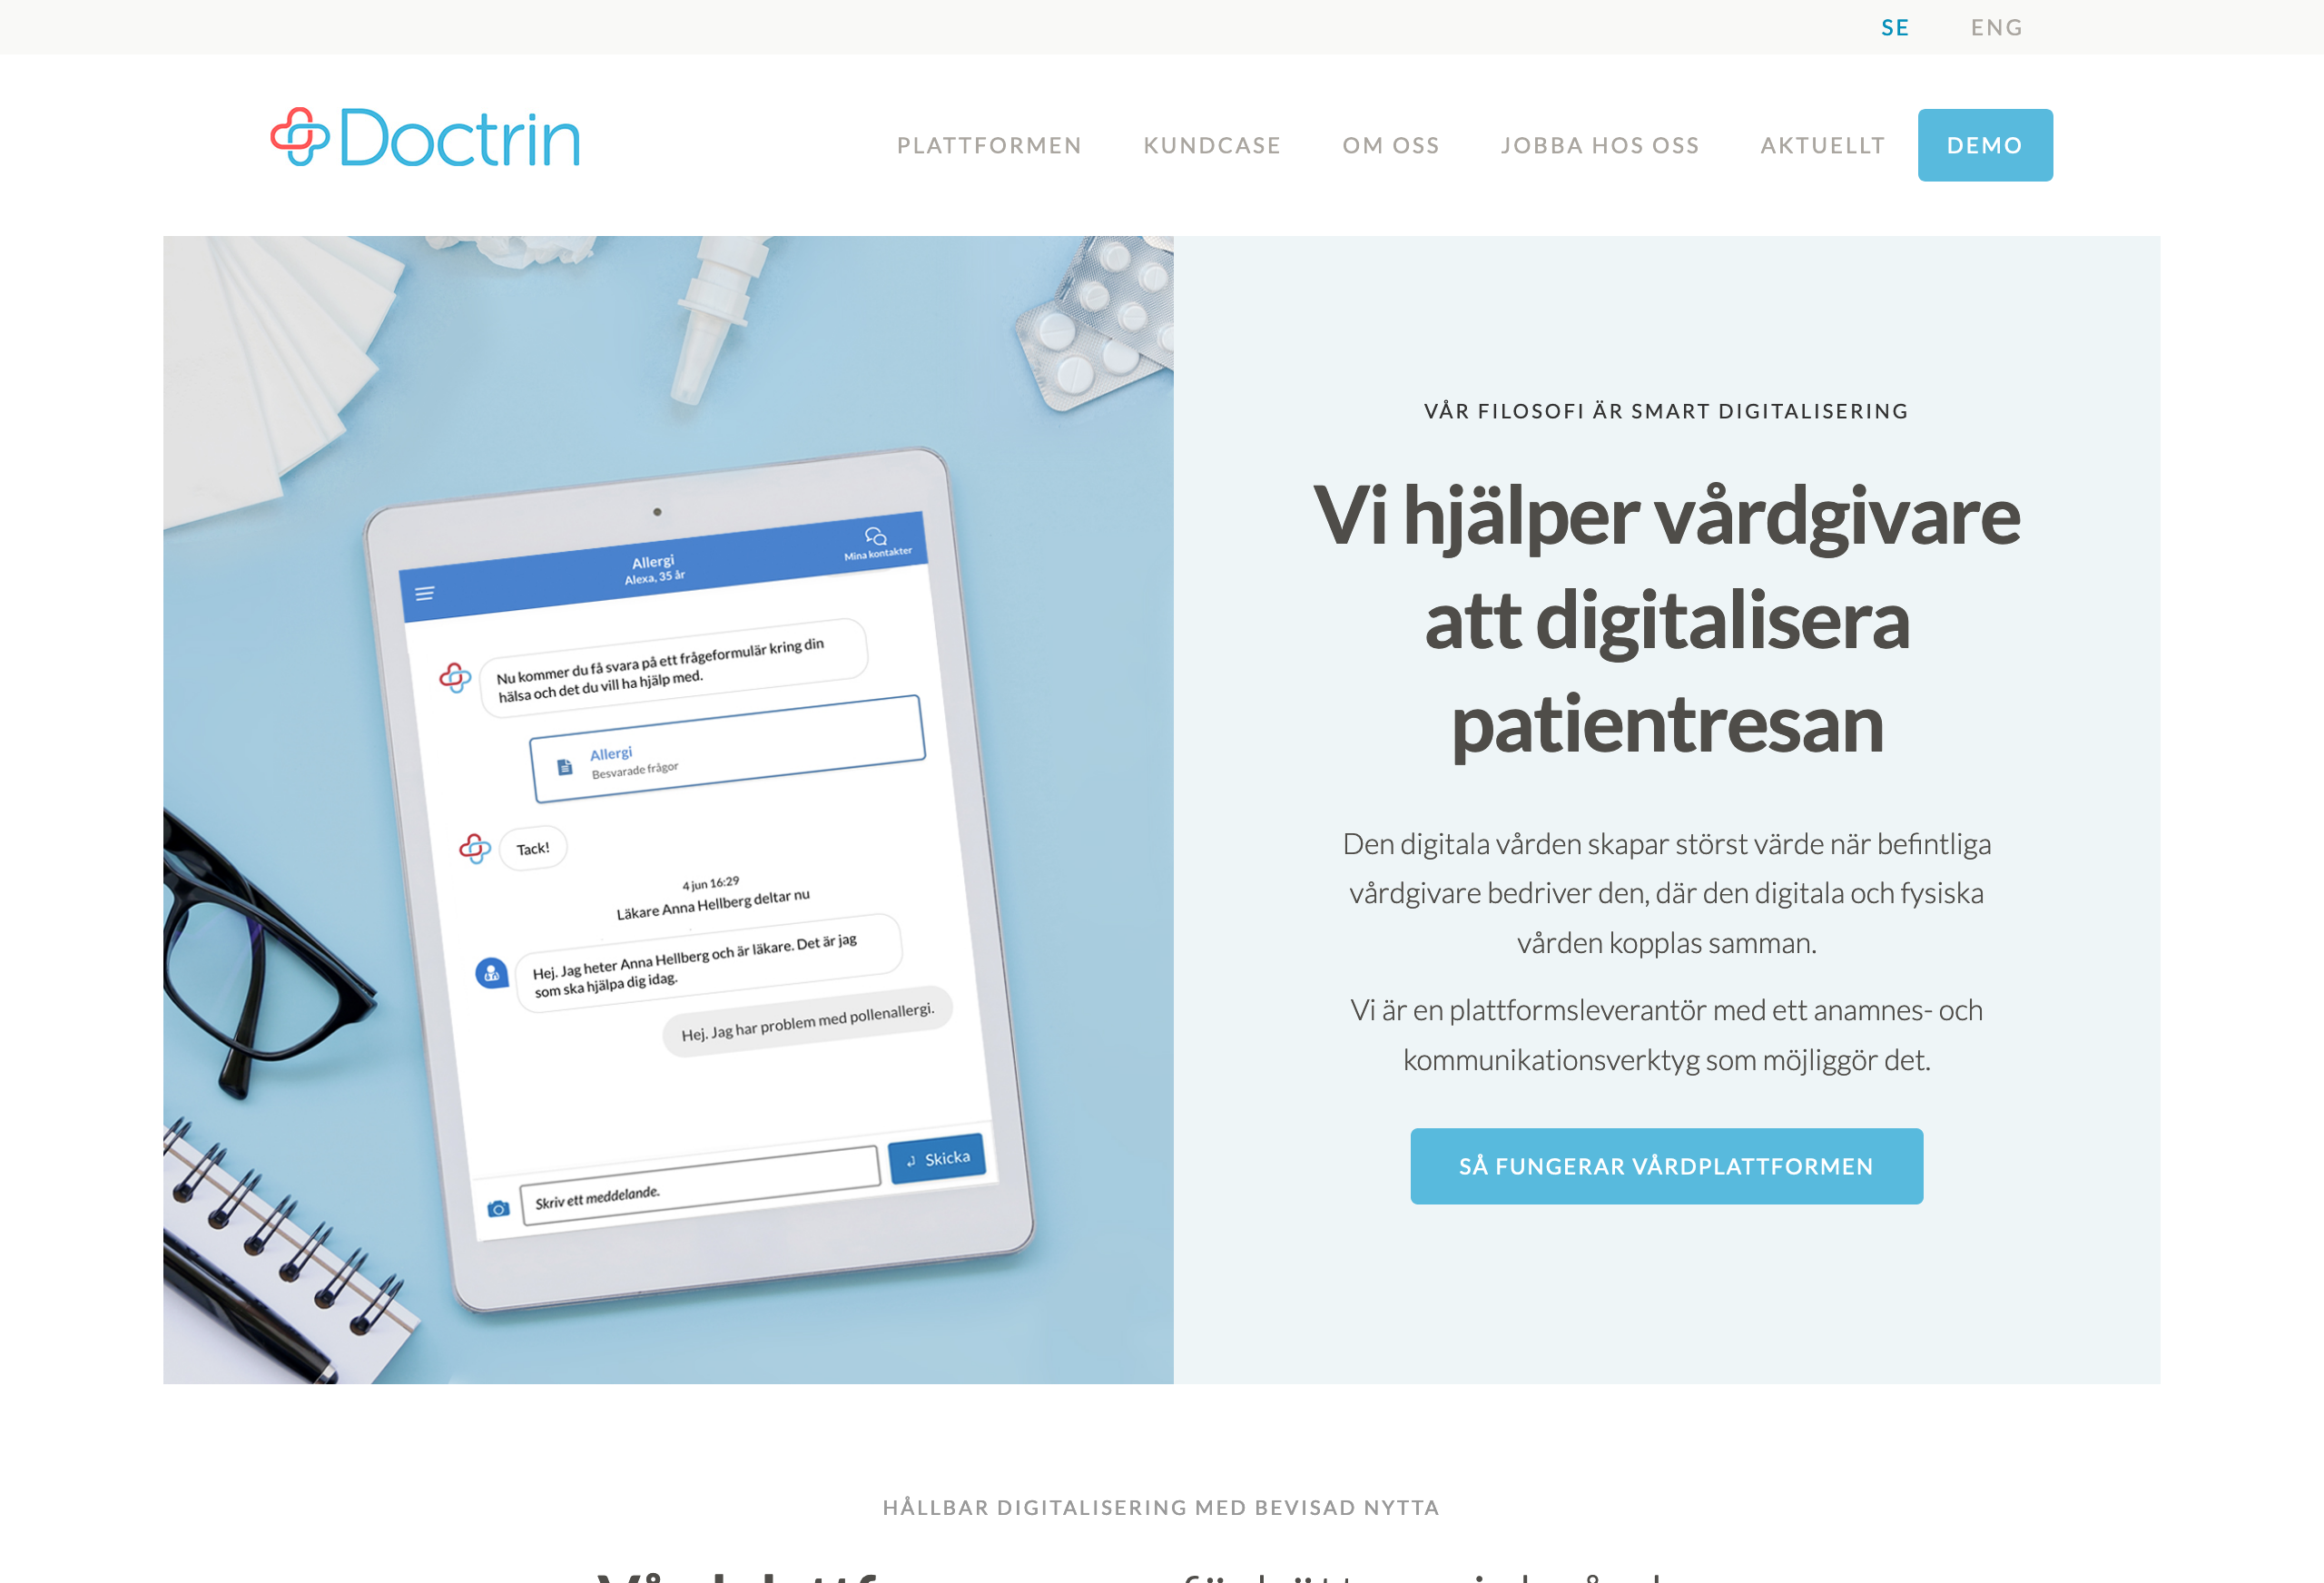 SE ENG
Doctrin
PLATTFORMEN KUNDCASE OM OSS JOBBA HOS OSS AKTUELLT DEMO
Allergi
Alexa, 35 år
Mina kontakter
Nu kommer du få svara på ett frågeformulär kring din
hälsa och det du vill ha hjälp med.
Allergi
Besvarade frågor
Tack!
4 jun 16:29
Läkare Anna Hellberg deltar nu
Hej. Jag heter Anna Hellberg och är läkare. Det är jag
som ska hjälpa dig idag.
Hej. Jag har problem med pollenallergi.
Skriv ett meddelande.
Skicka
VÅR FILOSOFI ÄR SMART DIGITALISERING
Vi hjälper vårdgivare
att digitalisera
patientresan
Den digitala vården skapar störst värde när befintliga
vårdgivare bedriver den, där den digitala och fysiska
vården kopplas samman.
Vi är en plattformsleverantör med ett anamnes- och
kommunikationsverktyg som möjliggör det.
SÅ FUNGERAR VÅRDPLATTFORMEN
HÅLLBAR DIGITALISERING MED BEVISAD NYTTA